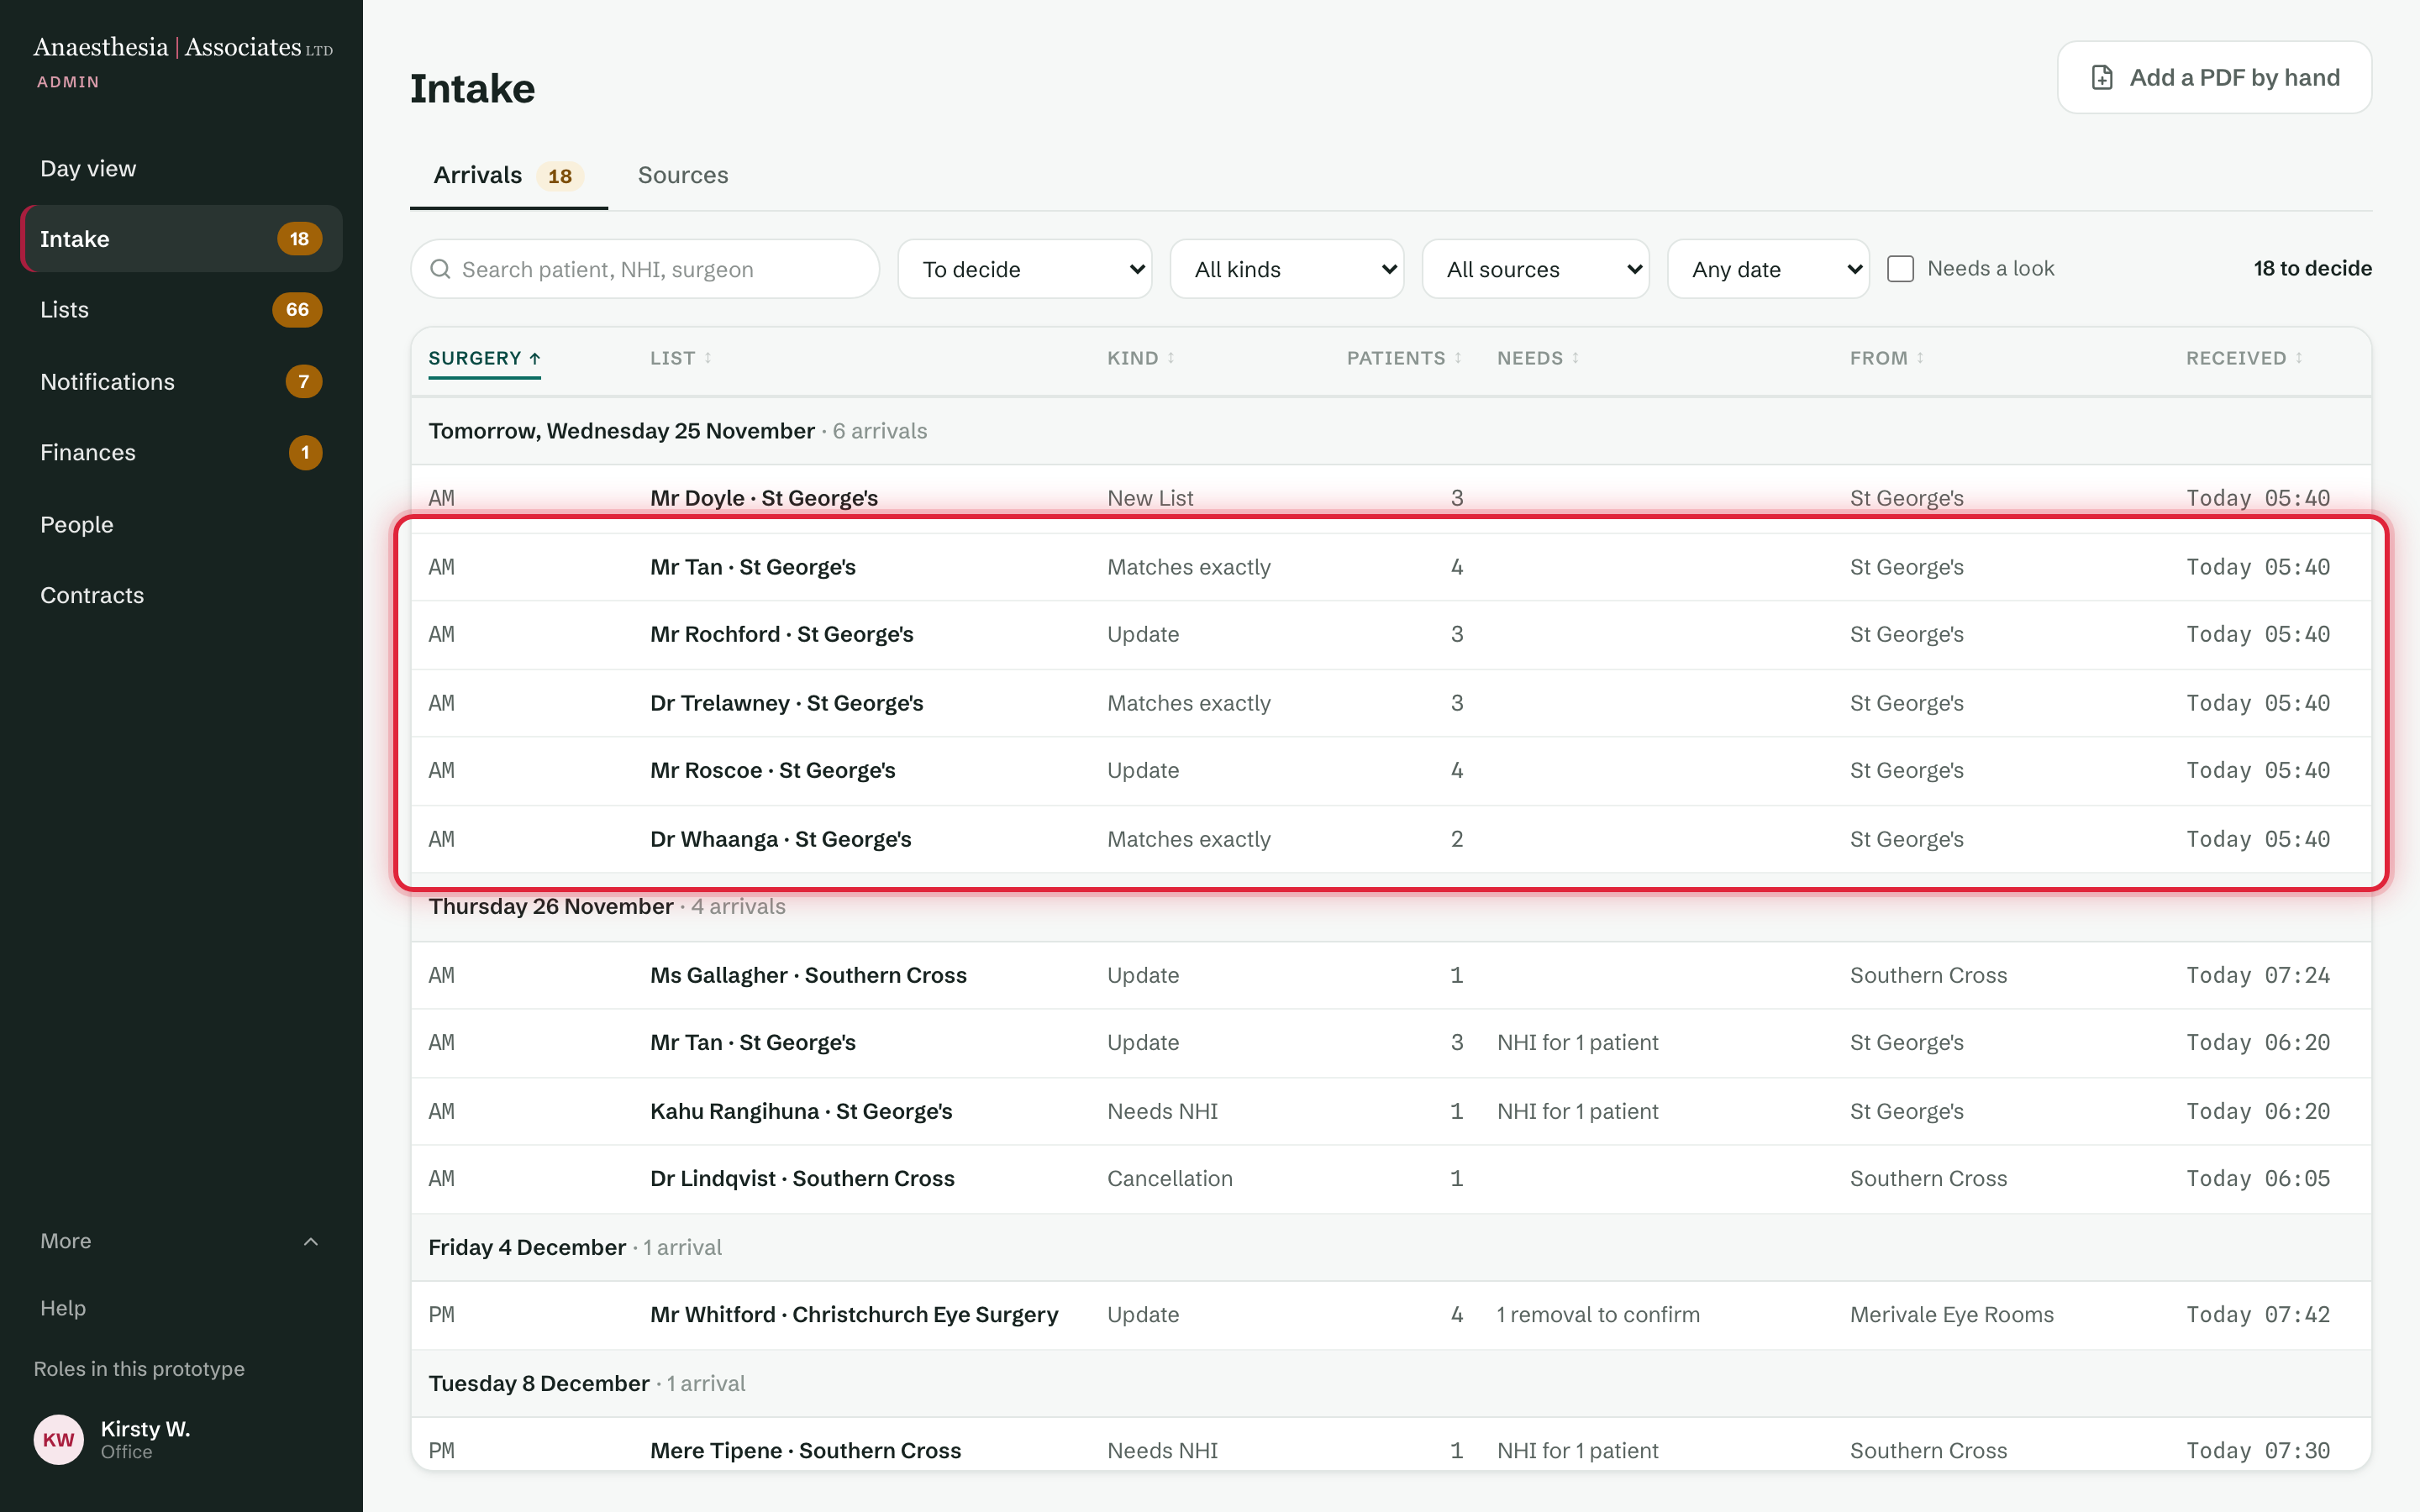 Anaesthesia | Associates LTD
ADMIN
Day view
Intake 18
Lists 66
Notifications 7
Finances 1
People
Contracts
More
Help
Roles in this prototype
KW Kirsty W.
Office
Intake
Add a PDF by hand
Arrivals 18 Sources
Search patient, NHI, surgeon To decide All kinds All sources Any date Needs a look 18 to decide
SURGERY ↑ LIST ↕ KIND ↕ PATIENTS ↕ NEEDS ↕ FROM ↕ RECEIVED ↕
Tomorrow, Wednesday 25 November · 6 arrivals
AM Mr Doyle · St George's New List 3 St George's Today 05:40
AM Mr Tan · St George's Matches exactly 4 St George's Today 05:40
AM Mr Rochford · St George's Update 3 St George's Today 05:40
AM Dr Trelawney · St George's Matches exactly 3 St George's Today 05:40
AM Mr Roscoe · St George's Update 4 St George's Today 05:40
AM Dr Whaanga · St George's Matches exactly 2 St George's Today 05:40
Thursday 26 November · 4 arrivals
AM Ms Gallagher · Southern Cross Update 1 Southern Cross Today 07:24
AM Mr Tan · St George's Update 3 NHI for 1 patient St George's Today 06:20
AM Kahu Rangihuna · St George's Needs NHI 1 NHI for 1 patient St George's Today 06:20
AM Dr Lindqvist · Southern Cross Cancellation 1 Southern Cross Today 06:05
Friday 4 December · 1 arrival
PM Mr Whitford · Christchurch Eye Surgery Update 4 1 removal to confirm Merivale Eye Rooms Today 07:42
Tuesday 8 December · 1 arrival
PM Mere Tipene · Southern Cross Needs NHI 1 NHI for 1 patient Southern Cross Today 07:30